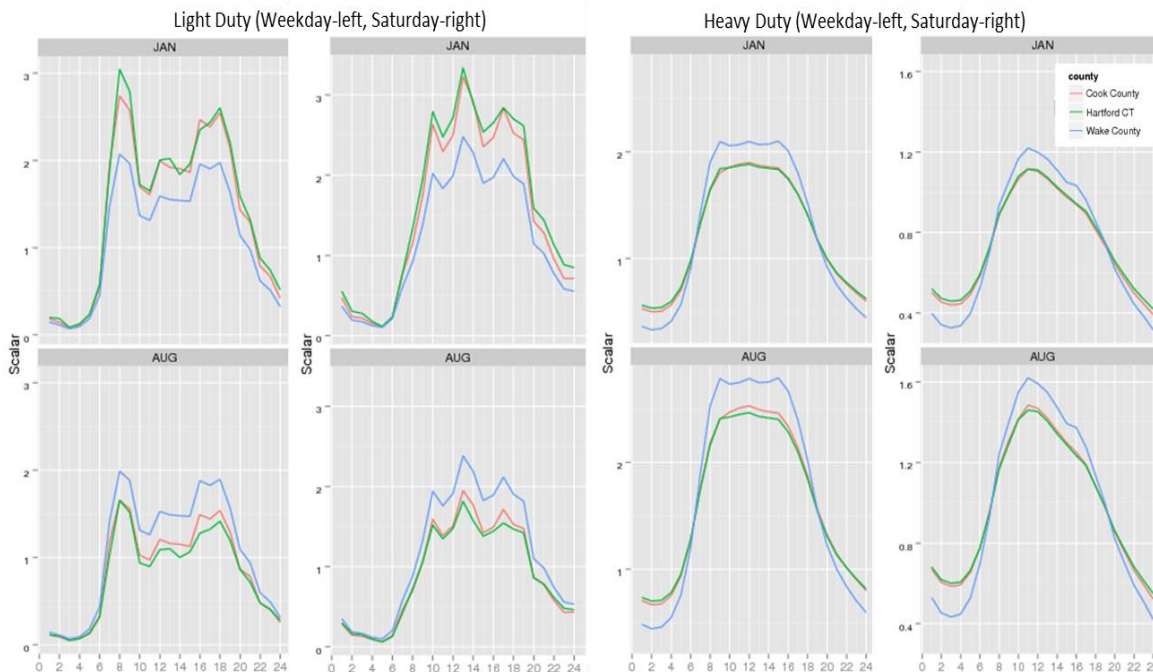 Light Duty (Weekday-left, Saturday-right)
Heavy Duty (Weekday-left, Saturday-right)
JAN
JAN
JAN
JAN
3
2
1
0
3
2
1
0
2
1
1.6
1.2
0.8
0.4
county
Cook County
Hartford CT
Wake County
Scalar
Scalar
Scalar
Scalar
AUG
AUG
AUG
AUG
3
2
1
0
3
2
1
0
2
1
1.6
1.2
0.8
0.4
0 2 4 6 8 10 12 14 16 18 20 22 24
0 2 4 6 8 10 12 14 16 18 20 22 24
0 2 4 6 8 10 12 14 16 18 20 22 24
0 2 4 6 8 10 12 14 16 18 20 22